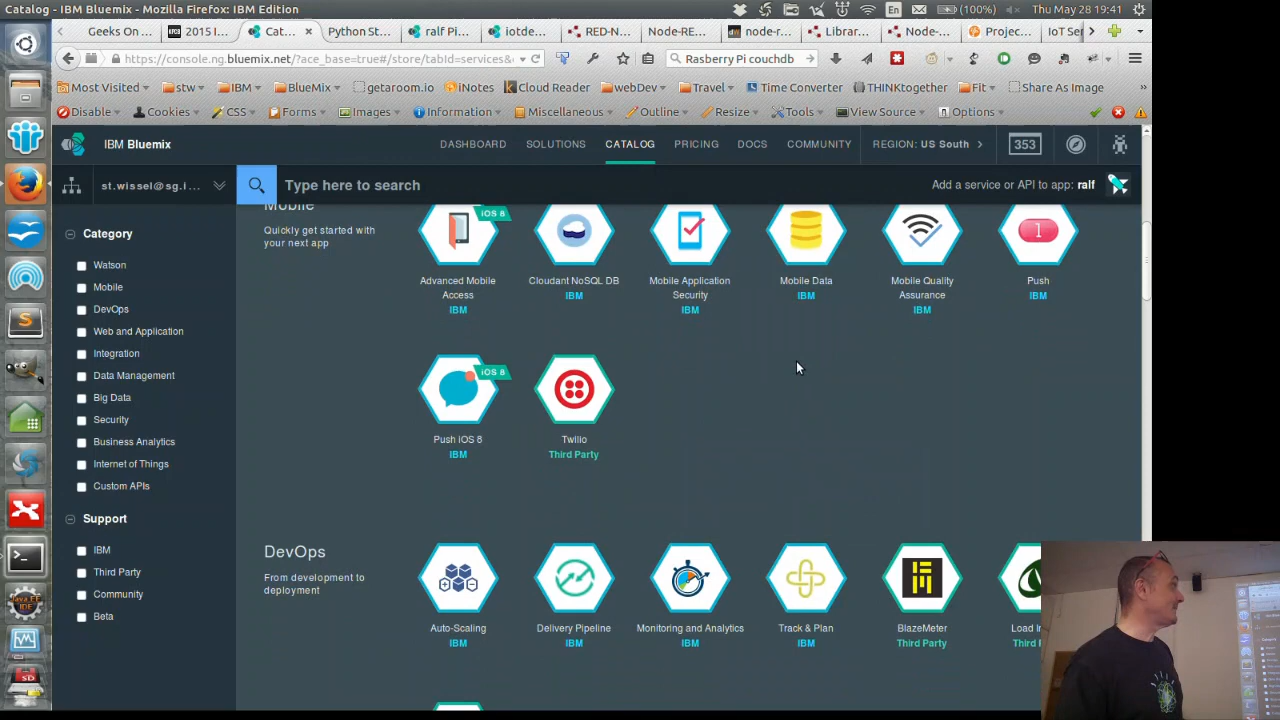 Catalog - IBM Bluemix - Mozilla Firefox: IBM Edition
En (100%) Thu May 28 19:41
Geeks On ... 2015 I... Cat... × Python St... ralf Pi... iotde... RED-N... Node-RE... node-r... Librar... Node-... Projec... IoT Ser
https://console.ng.bluemix.net/?ace_base=true#/store/tabId=services& Rasberry Pi couchdb
Most Visited stw IBM BlueMix getaroom.io iNotes Cloud Reader webDev Travel Time Converter THINKtogether Fit Share As Image
Disable Cookies CSS Forms Images Information Miscellaneous Outline Resize Tools View Source Options
IBM Bluemix DASHBOARD SOLUTIONS CATALOG PRICING DOCS COMMUNITY REGION: US South 353
st.wissel@sg.i... Type here to search Add a service or API to app: ralf
Category
Watson
Mobile
DevOps
Web and Application
Integration
Data Management
Big Data
Security
Business Analytics
Internet of Things
Custom APIs
Support
IBM
Third Party
Community
Beta
Mobile
Quickly get started with
your next app
iOS 8
1
Advanced Mobile
Access
IBM
Cloudant NoSQL DB
IBM
Mobile Application
Security
IBM
Mobile Data
IBM
Mobile Quality
Assurance
IBM
Push
IBM
iOS 8
Push iOS 8
IBM
Twilio
Third Party
DevOps
From development to
deployment
Auto-Scaling
IBM
Delivery Pipeline
IBM
Monitoring and Analytics
IBM
Track & Plan
IBM
BlazeMeter
Third Party
Load I
Third P